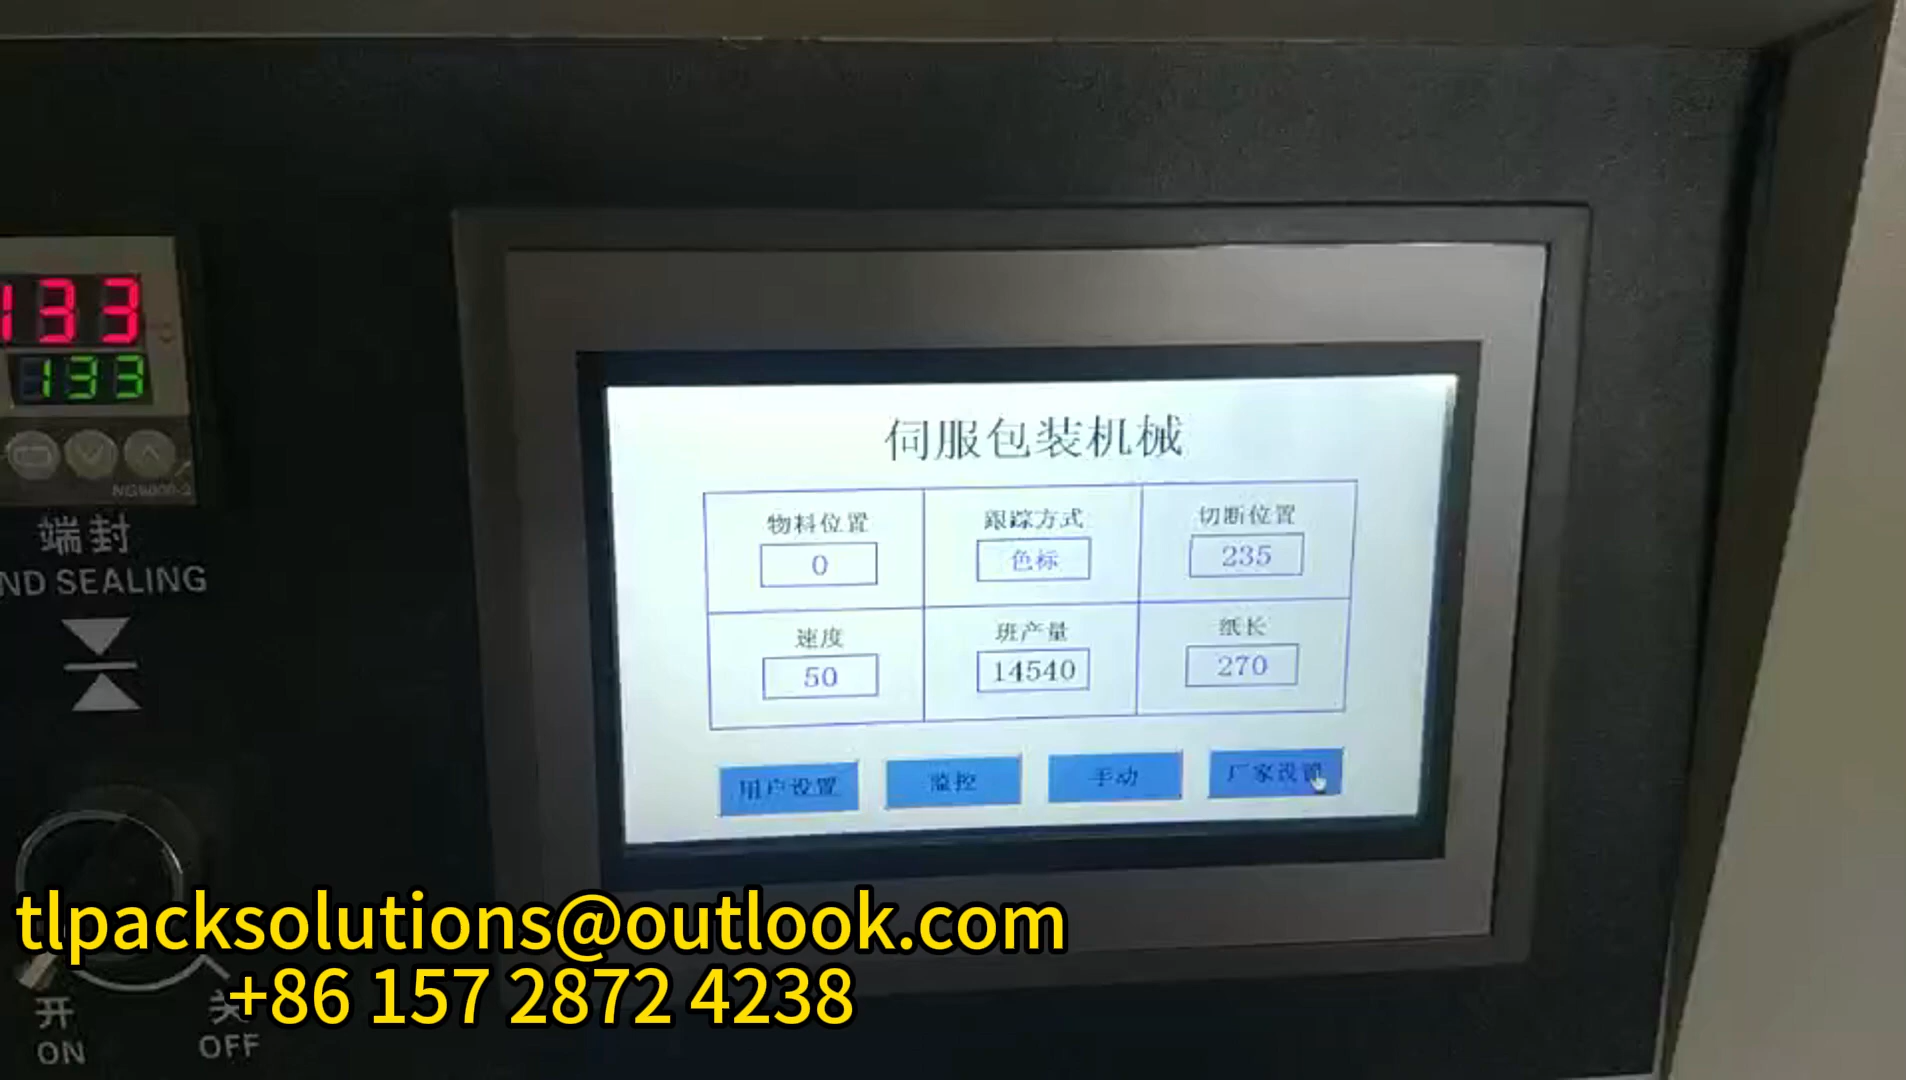 133
133
端封
ND SEALING
开
ON
关
OFF
伺服包装机械
物料位置
0
跟踪方式
色标
切断位置
235
速度
50
班产量
14540
纸长
270
用户设置
监控
手动
厂家设置
tlpacksolutions@outlook.com
+86 157 2872 4238